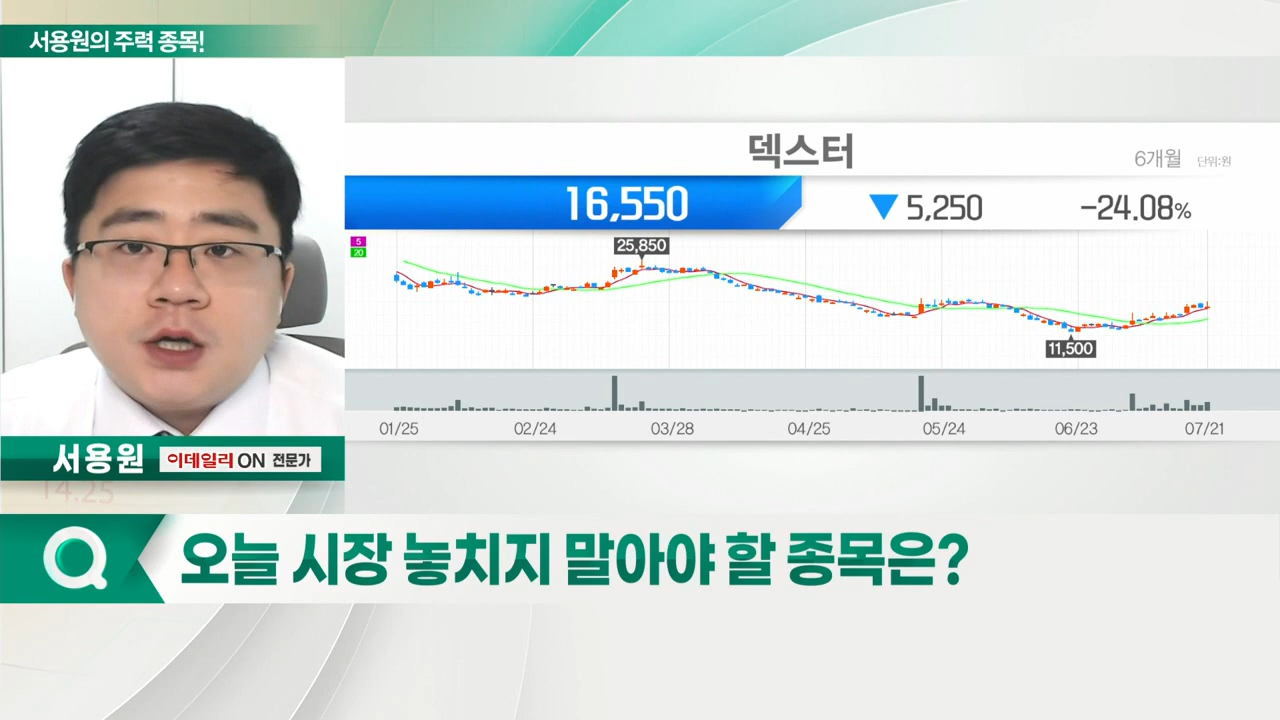 서용원의 주력 종목!
덱스터
6개월 단위:원
16,550 ▼5,250 -24.08%
5
20
25,850
11,500
01/25 02/24 03/28 04/25 05/24 06/23 07/21
서용원 이데일리 ON 전문가
14.25
오늘 시장 놓치지 말아야 할 종목은?